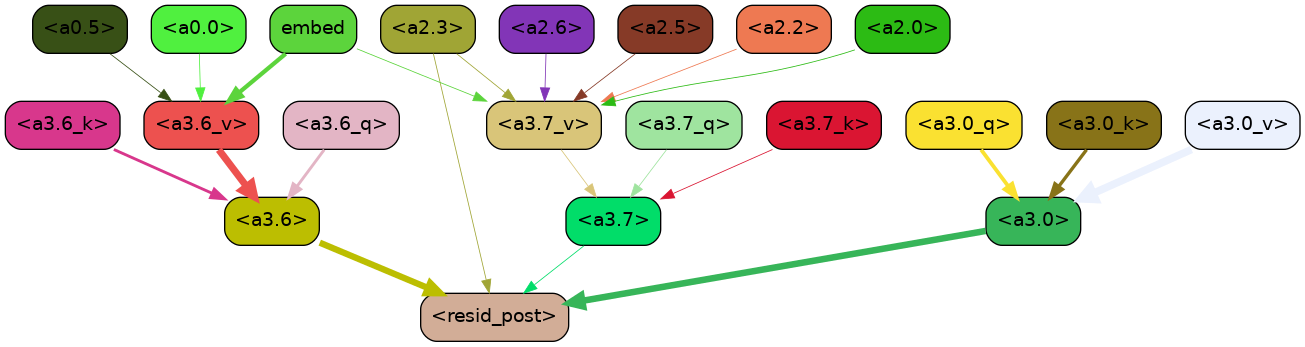 <a0.5> <a0.0> embed <a2.3> <a2.6> <a2.5> <a2.2> <a2.0>
<a3.6_k> <a3.6_v> <a3.6_q> <a3.7_v> <a3.7_q> <a3.7_k> <a3.0_q> <a3.0_k> <a3.0_v>
<a3.6> <a3.7> <a3.0>
<resid_post>